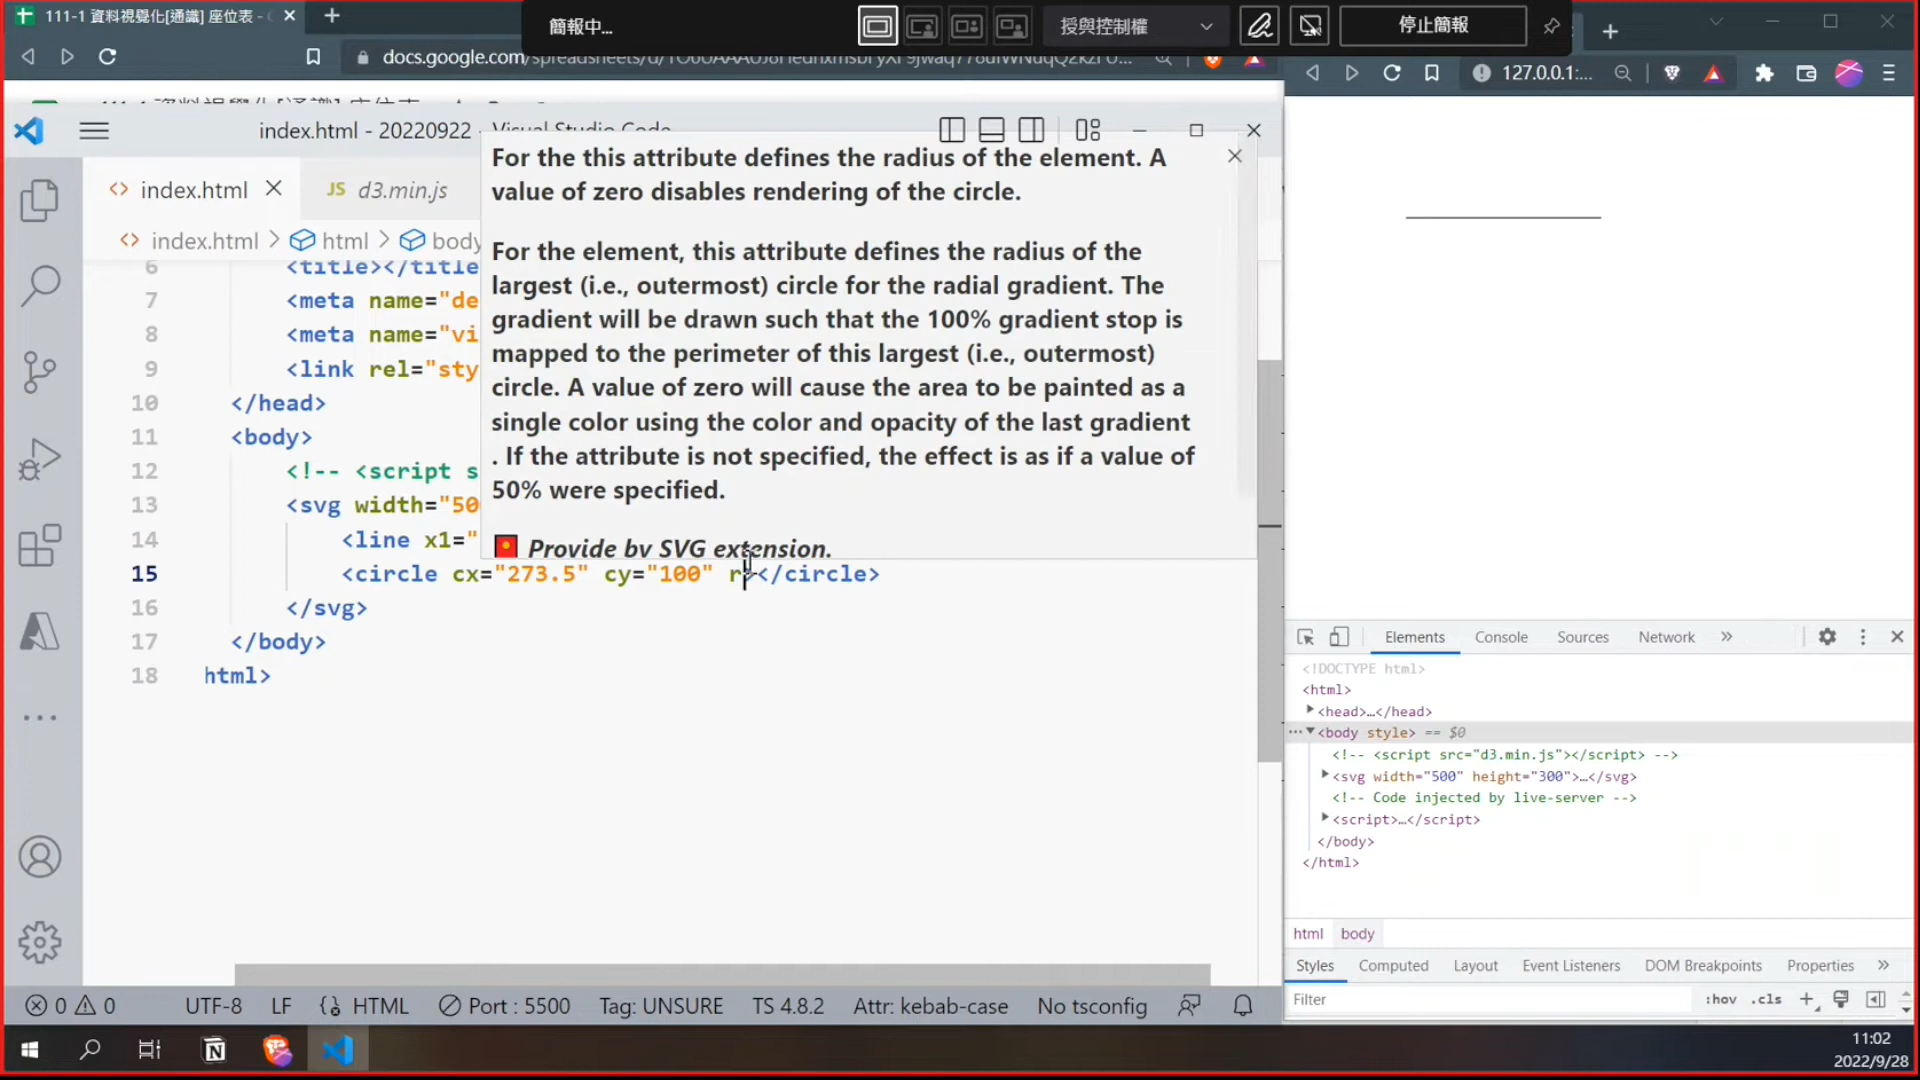 111-1 資料視覺化[通識] 座位表 -
簡報中...
授與控制權
停止簡報
docs.google.com
127.0.0.1:...
index.html - 20220922 - Visual Studio Code
index.html
JS d3.min.js
index.html > html > body
For the this attribute defines the radius of the element. A
value of zero disables rendering of the circle.
For the element, this attribute defines the radius of the
largest (i.e., outermost) circle for the radial gradient. The
gradient will be drawn such that the 100% gradient stop is
mapped to the perimeter of this largest (i.e., outermost)
circle. A value of zero will cause the area to be painted as a
single color using the color and opacity of the last gradient
. If the attribute is not specified, the effect is as if a value of
50% were specified.
Provide by SVG extension.
6 <title></title
7 <meta name="de
8 <meta name="vi
9 <link rel="sty
10 </head>
11 <body>
12 <!-- <script s
13 <svg width="50
14 <line x1="
15 <circle cx="273.5" cy="100" r></circle>
16 </svg>
17 </body>
18 html>
0 0 UTF-8 LF HTML Port : 5500 Tag: UNSURE TS 4.8.2 Attr: kebab-case No tsconfig
Elements Console Sources Network »
<!DOCTYPE html>
<html>
<head>…</head>
<body style> == $0
<!-- <script src="d3.min.js"></script> -->
<svg width="500" height="300">…</svg>
<!-- Code injected by live-server -->
<script>…</script>
</body>
</html>
html body
Styles Computed Layout Event Listeners DOM Breakpoints Properties »
Filter :hov .cls +
11:02
2022/9/28